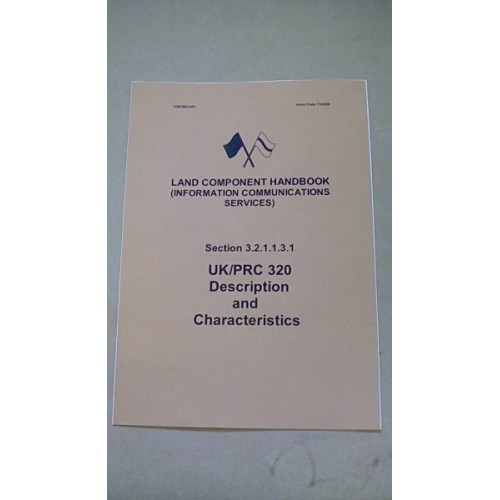 LAND COMPONENT HANDBOOK
(INFORMATION COMMUNICATIONS
SERVICES)
Section 3.2.1.1.3.1
UK/PRC 320
Description
and
Characteristics